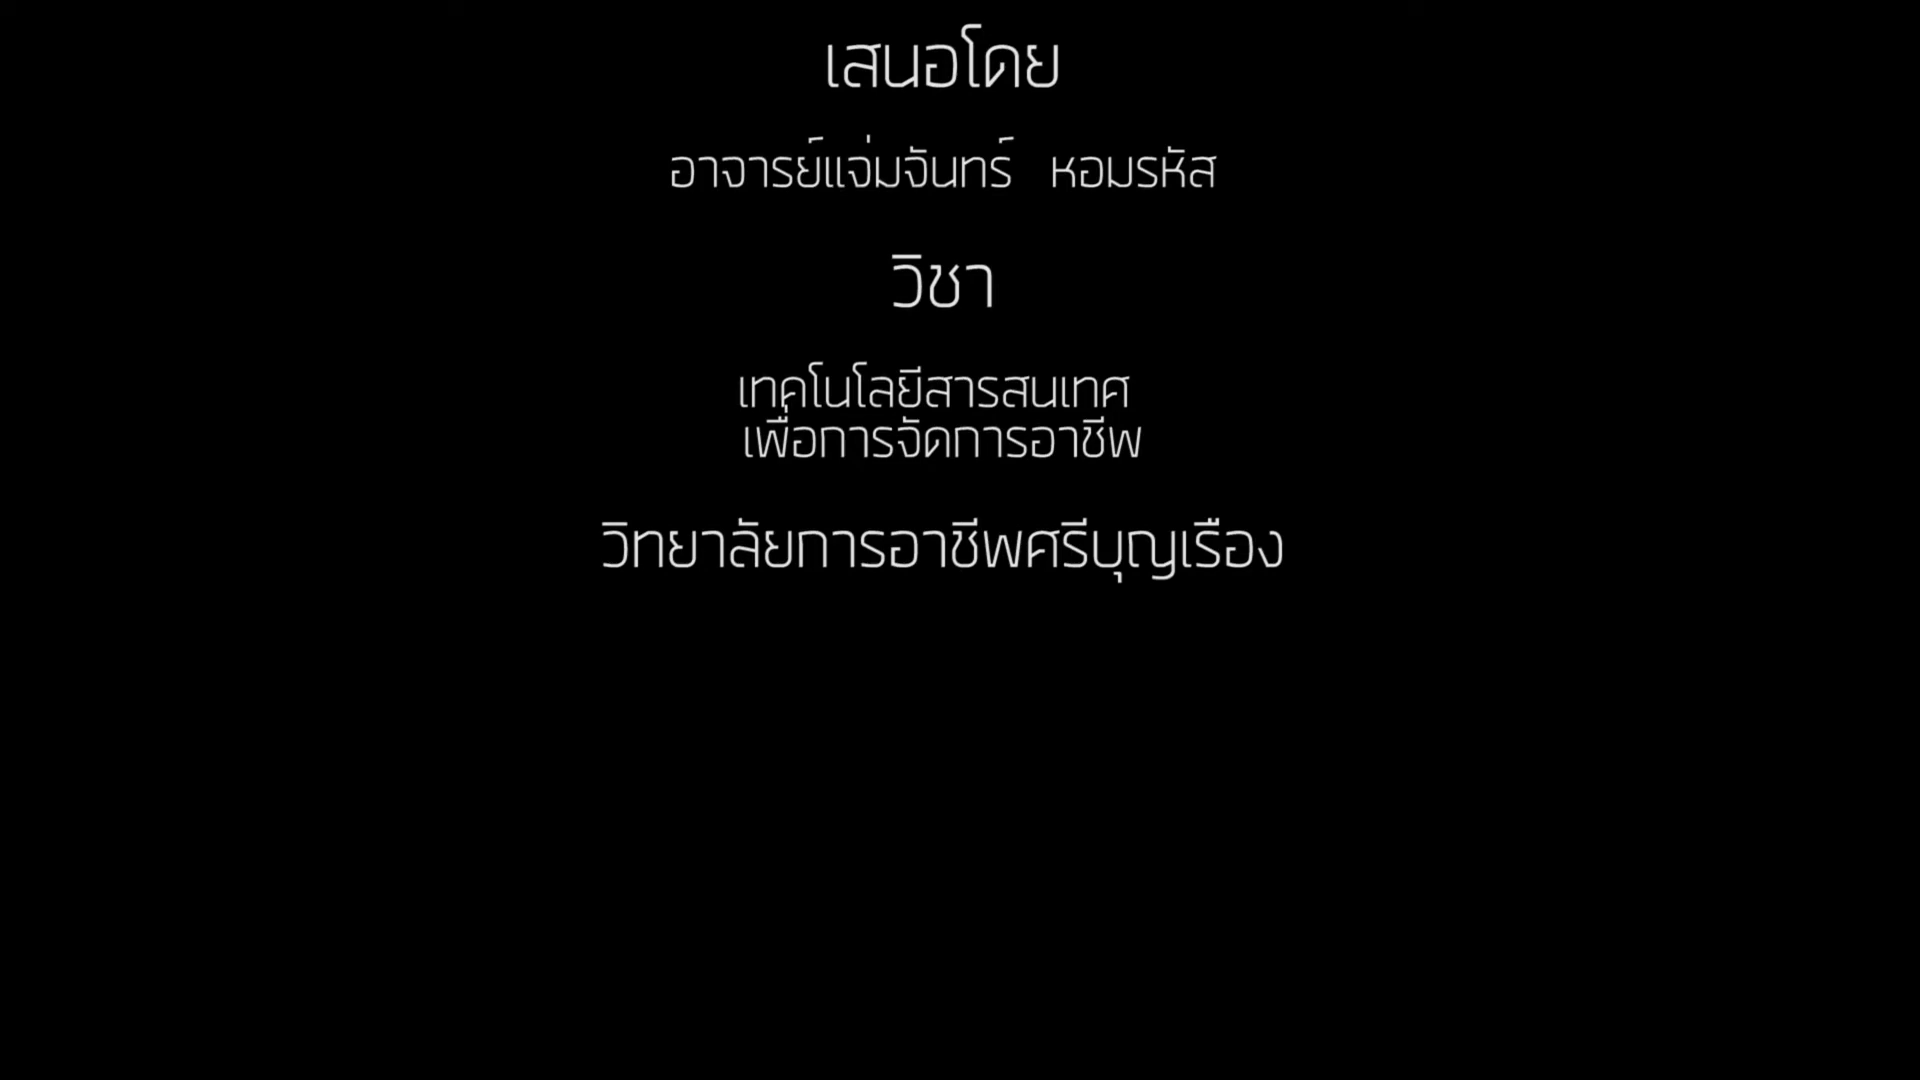 เสนอโดย
อาจารย์แจ่มจันทร์ หอมรหัส
วิชา
เทคโนโลยีสารสนเทศ
เพื่อการจัดการอาชีพ
วิทยาลัยการอาชีพศรีบุญเรือง